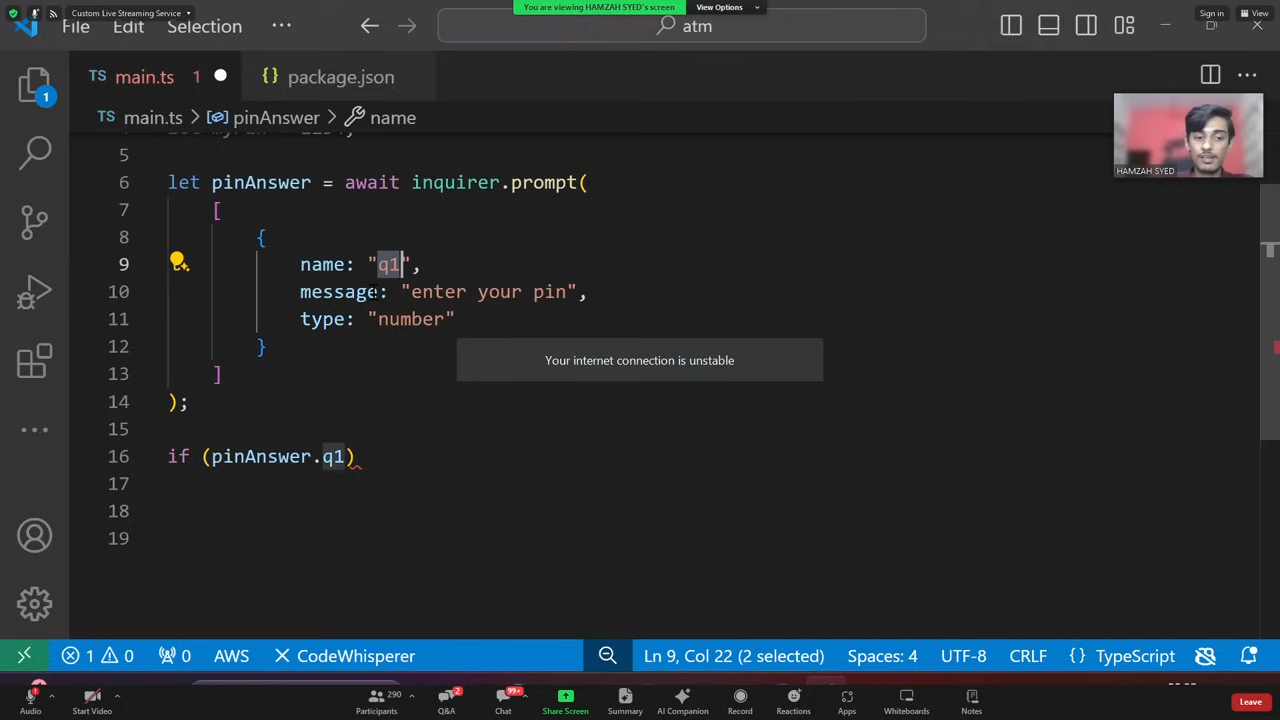 Custom Live Streaming Service
You are viewing HAMZAH SYED's screen
View Options
Sign in
View
File Edit Selection
atm
TS main.ts 1
{} package.json
TS main.ts > pinAnswer > name
5
6 let pinAnswer = await inquirer.prompt(
7 [
8 {
9 name: "q1",
10 message: "enter your pin",
11 type: "number"
12 }
13 ]
14 );
15
16 if (pinAnswer.q1)
17
18
19
1
HAMZAH SYED
Your internet connection is unstable
1 0 0 AWS CodeWhisperer Ln 9, Col 22 (2 selected) Spaces: 4 UTF-8 CRLF {} TypeScript
290 2 99+
Audio Start Video Participants Q&A Chat Share Screen Summary AI Companion Record Reactions Apps Whiteboards Notes Leave